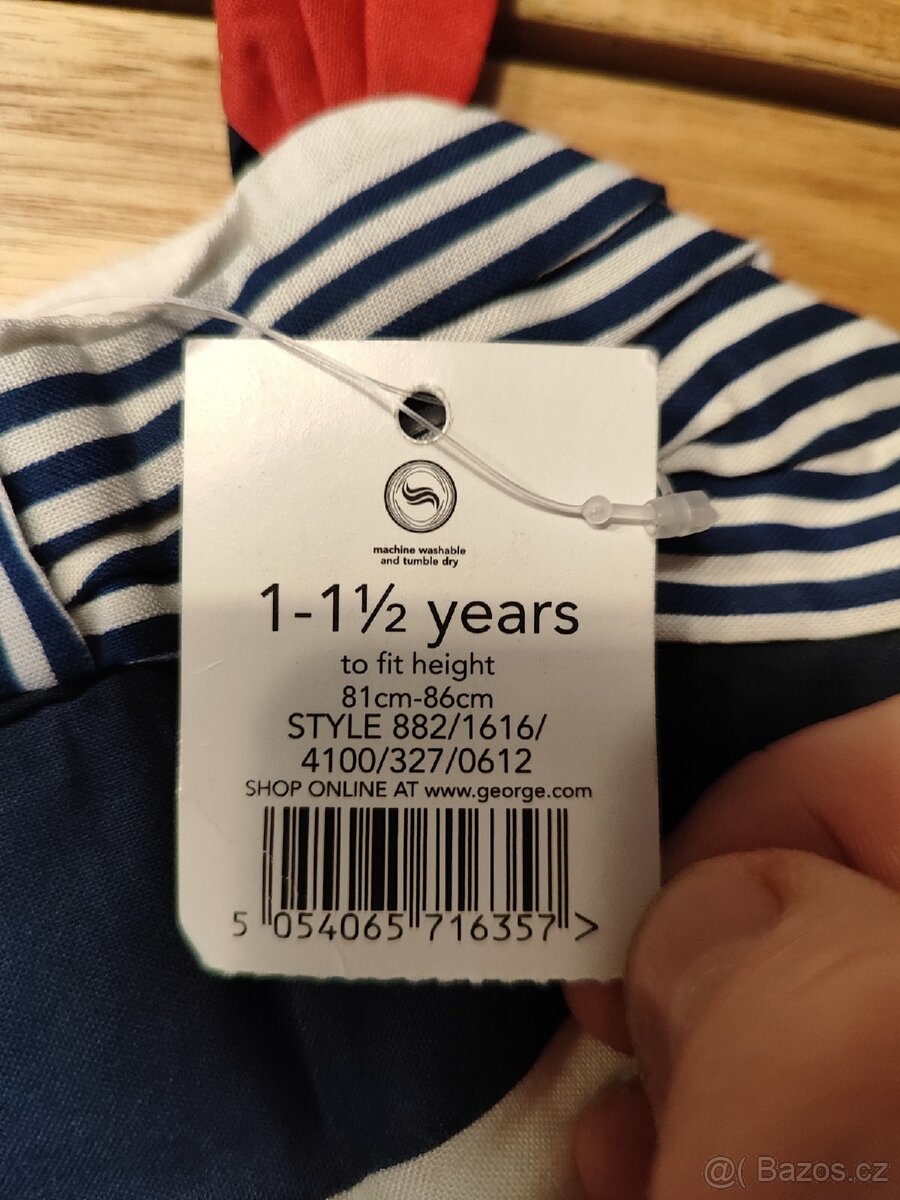 machine washable
and tumble dry
1-1½ years
to fit height
81cm-86cm
STYLE 882/1616/
4100/327/0612
SHOP ONLINE AT www.george.com
5 054065 716357 >
@( Bazos.cz